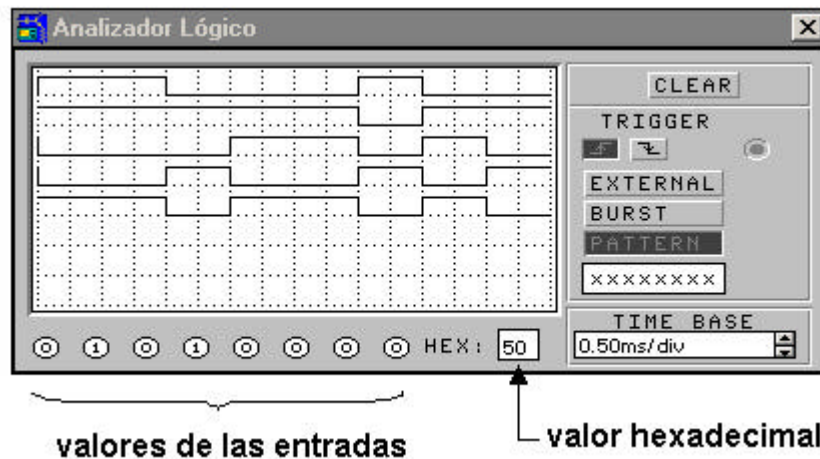 Analizador Lógico
CLEAR
TRIGGER
EXTERNAL
BURST
PATTERN
xxxxxxxx
TIME BASE
0.50ms/div
0 1 0 1 0 0 0 0 HEX: 50
valores de las entradas
valor hexadecimal